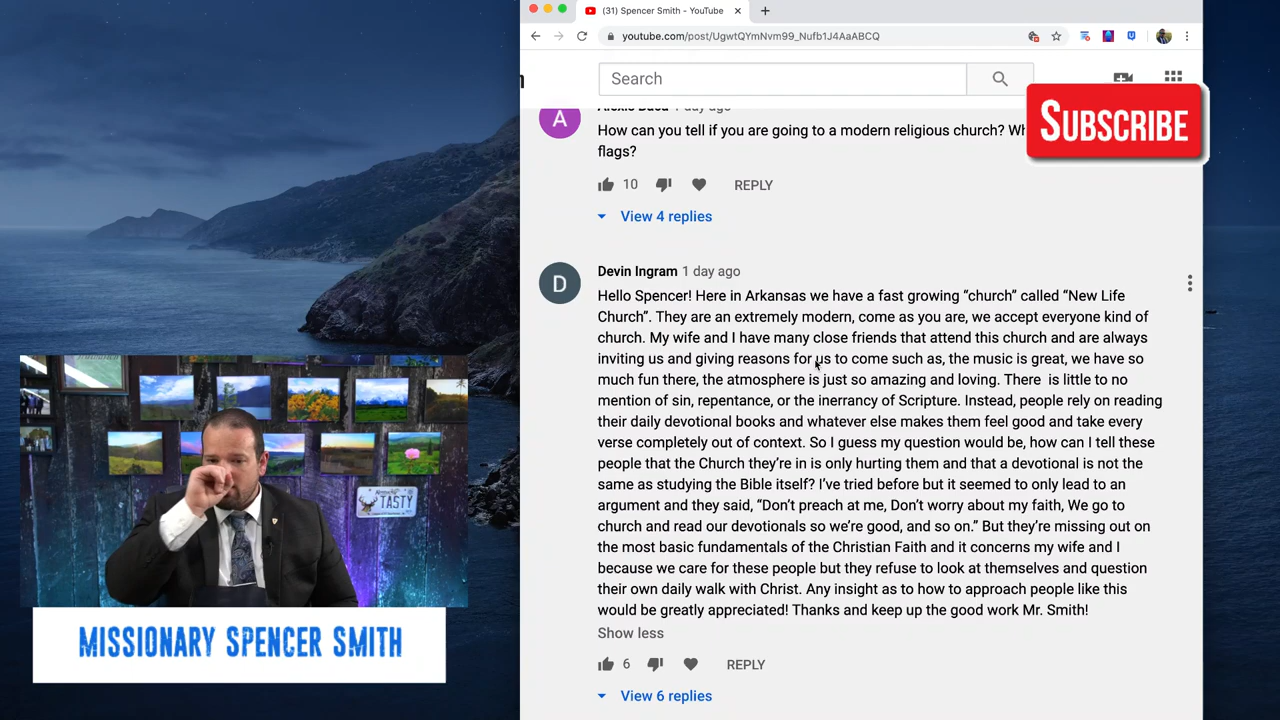 (31) Spencer Smith - YouTube
youtube.com/post/UgwtQYmNvm99_Nufb1J4AaABCQ
Search
SUBSCRIBE
A
1 day ago
How can you tell if you are going to a modern religious church?
flags?
10
REPLY
View 4 replies
D
Devin Ingram 1 day ago
Hello Spencer! Here in Arkansas we have a fast growing “church” called “New Life
Church”. They are an extremely modern, come as you are, we accept everyone kind of
church. My wife and I have many close friends that attend this church and are always
inviting us and giving reasons for us to come such as, the music is great, we have so
much fun there, the atmosphere is just so amazing and loving. There is little to no
mention of sin, repentance, or the inerrancy of Scripture. Instead, people rely on reading
their daily devotional books and whatever else makes them feel good and take every
verse completely out of context. So I guess my question would be, how can I tell these
people that the Church they’re in is only hurting them and that a devotional is not the
same as studying the Bible itself? I’ve tried before but it seemed to only lead to an
argument and they said, “Don’t preach at me, Don’t worry about my faith, We go to
church and read our devotionals so we’re good, and so on.” But they’re missing out on
the most basic fundamentals of the Christian Faith and it concerns my wife and I
because we care for these people but they refuse to look at themselves and question
their own daily walk with Christ. Any insight as to how to approach people like this
would be greatly appreciated! Thanks and keep up the good work Mr. Smith!
Show less
6
REPLY
View 6 replies
TASTY
MISSIONARY SPENCER SMITH